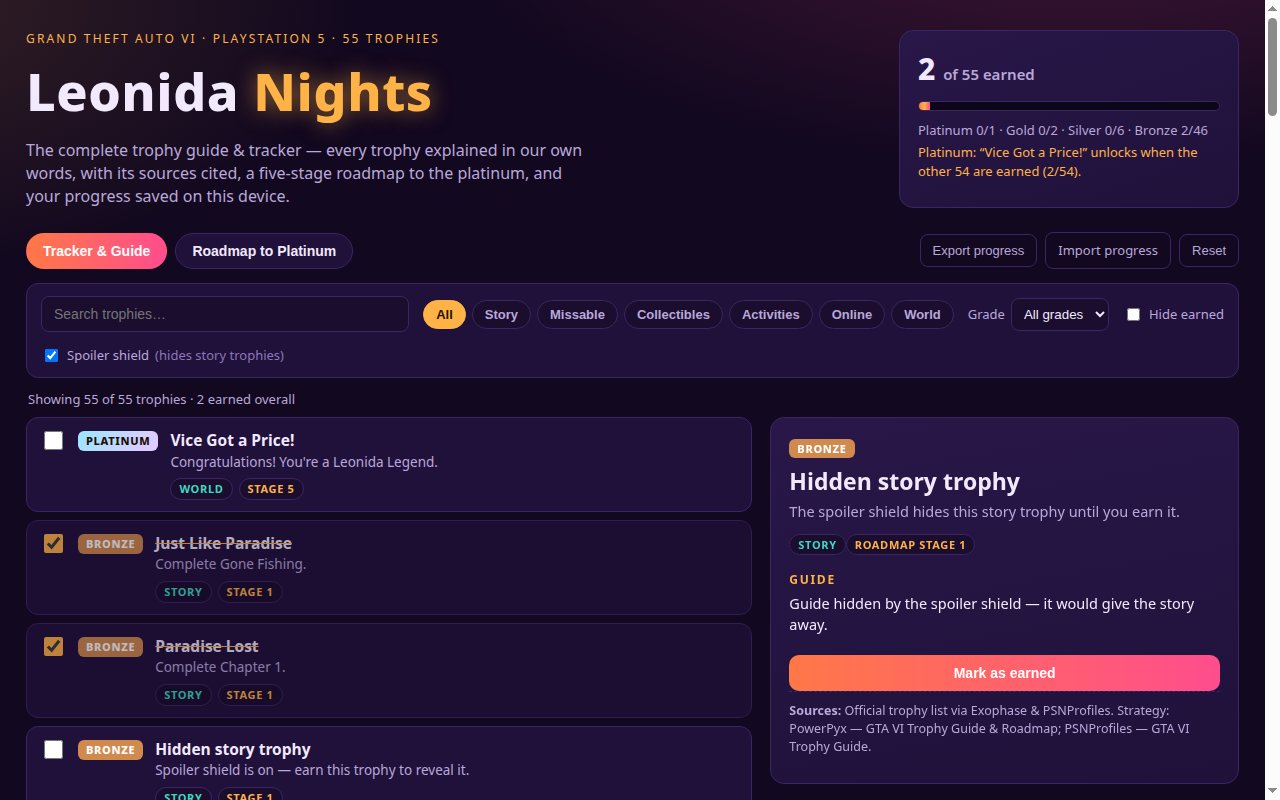 GRAND THEFT AUTO VI · PLAYSTATION 5 · 55 TROPHIES
Leonida Nights
The complete trophy guide & tracker — every trophy explained in our own
words, with its sources cited, a five-stage roadmap to the platinum, and
your progress saved on this device.
2 of 55 earned
Platinum 0/1 · Gold 0/2 · Silver 0/6 · Bronze 2/46
Platinum: “Vice Got a Price!” unlocks when the
other 54 are earned (2/54).
Tracker & Guide
Roadmap to Platinum
Export progress
Import progress
Reset
Search trophies…
All
Story
Missable
Collectibles
Activities
Online
World
Grade
All grades
Hide earned
Spoiler shield (hides story trophies)
Showing 55 of 55 trophies · 2 earned overall
PLATINUM
Vice Got a Price!
Congratulations! You're a Leonida Legend.
WORLD
STAGE 5
BRONZE
Just Like Paradise
Complete Gone Fishing.
STORY
STAGE 1
BRONZE
Paradise Lost
Complete Chapter 1.
STORY
STAGE 1
BRONZE
Hidden story trophy
Spoiler shield is on — earn this trophy to reveal it.
STORY
STAGE 1
BRONZE
Hidden story trophy
The spoiler shield hides this story trophy until you earn it.
STORY
ROADMAP STAGE 1
GUIDE
Guide hidden by the spoiler shield — it would give the story
away.
Mark as earned
Sources: Official trophy list via Exophase & PSNProfiles. Strategy:
PowerPyx — GTA VI Trophy Guide & Roadmap; PSNProfiles — GTA VI
Trophy Guide.